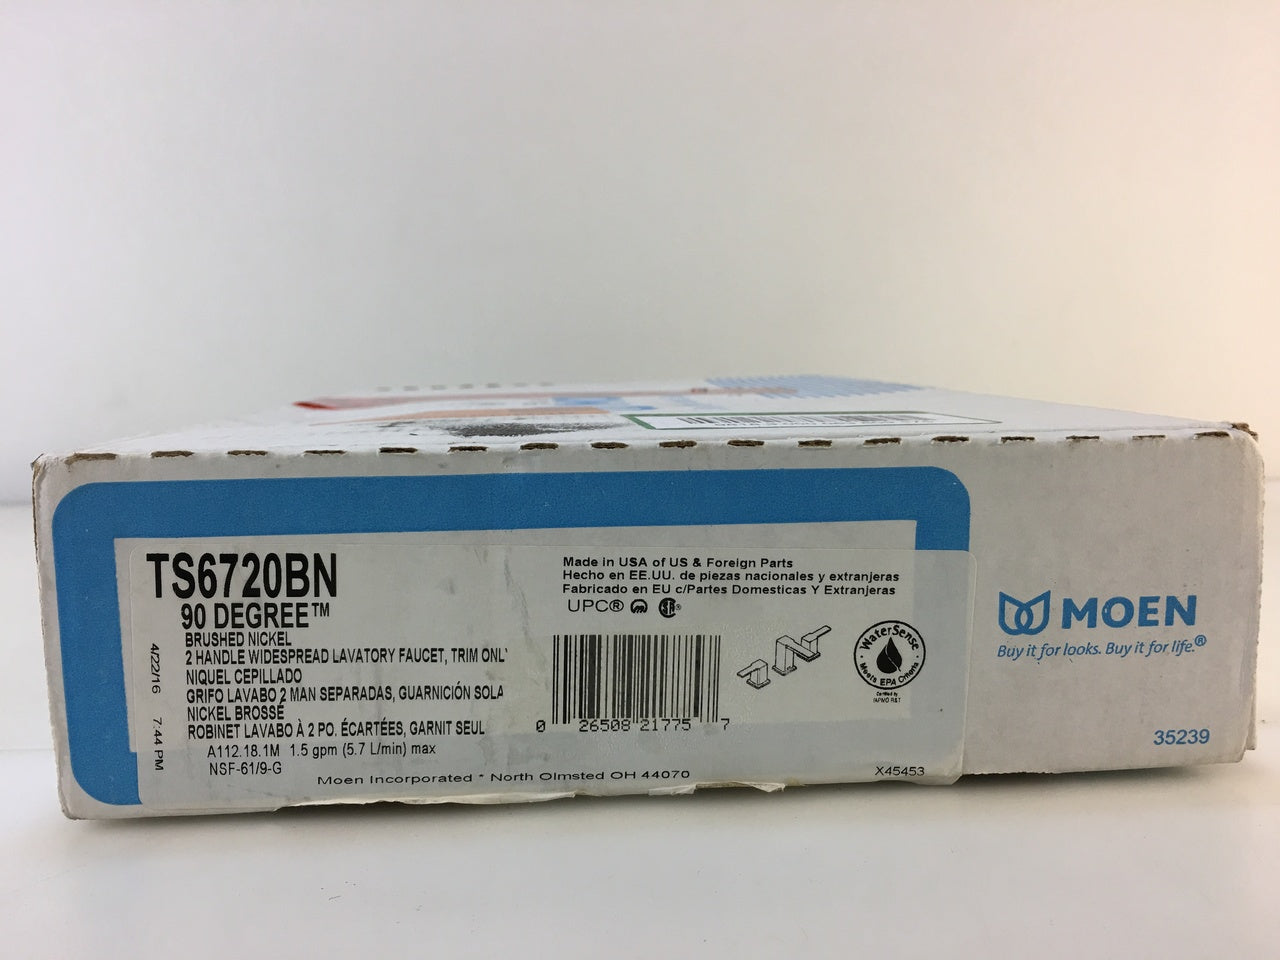 TS6720BN
90 DEGREE™
BRUSHED NICKEL
2 HANDLE WIDESPREAD LAVATORY FAUCET, TRIM ONL
NIQUEL CEPILLADO
GRIFO LAVABO 2 MAN SEPARADAS, GUARNICIÓN SOLA
NICKEL BROSSÉ
ROBINET LAVABO À 2 PO. ÉCARTÉES, GARNIT SEUL
A112.18.1M 1.5 gpm (5.7 L/min) max
NSF-61/9-G
4/22/16 7:44 PM
Made in USA of US & Foreign Parts
Hecho en EE.UU. de piezas nacionales y extranjeras
Fabricado en EU c/Partes Domesticas Y Extranjeras
UPC®
0 26508 21775 7
WaterSense
Meets EPA Criteria
Certified by
IAPMO R&T
Moen Incorporated * North Olmsted OH 44070
X45453
MOEN
Buy it for looks. Buy it for life.®
35239